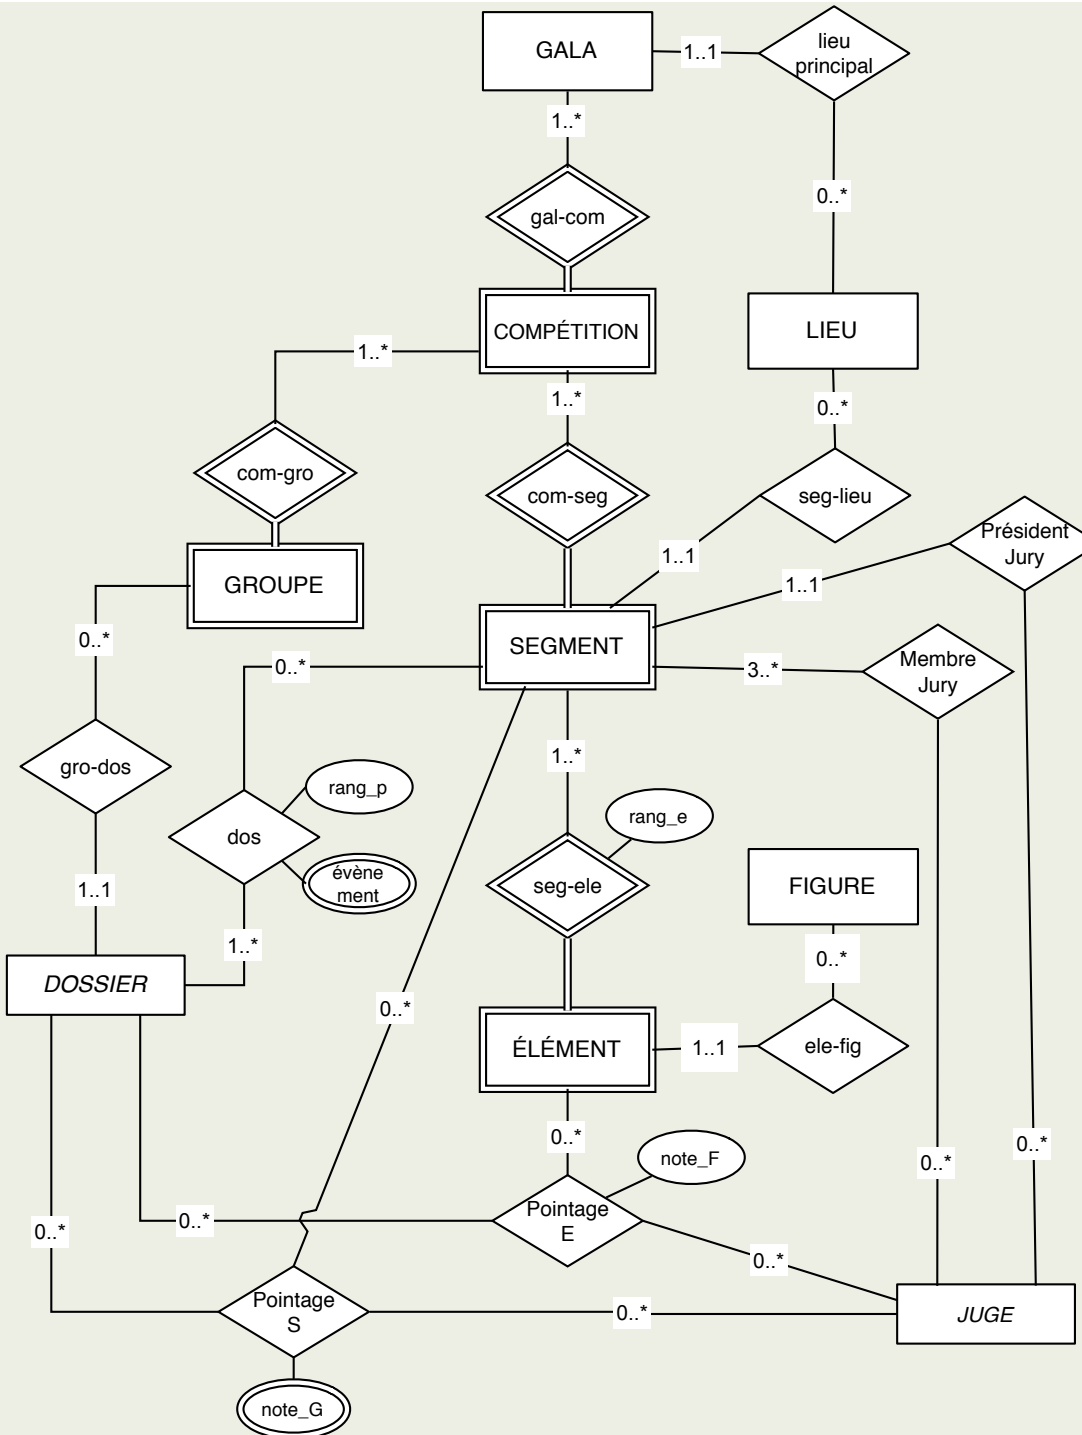 GALA
1..1
lieu
principal
1..*
gal-com
0..*
COMPÉTITION
LIEU
1..*
1..*
0..*
com-gro
com-seg
seg-lieu
Président
Jury
1..1
1..1
GROUPE
0..*
SEGMENT
0..*
3..*
Membre
Jury
gro-dos
1..*
rang_p
rang_e
dos
évène
ment
seg-ele
FIGURE
1..1
1..*
0..*
DOSSIER
0..*
ÉLÉMENT
1..1
ele-fig
0..*
note_F
0..*
0..*
0..*
0..*
Pointage
E
0..*
Pointage
S
0..*
JUGE
note_G